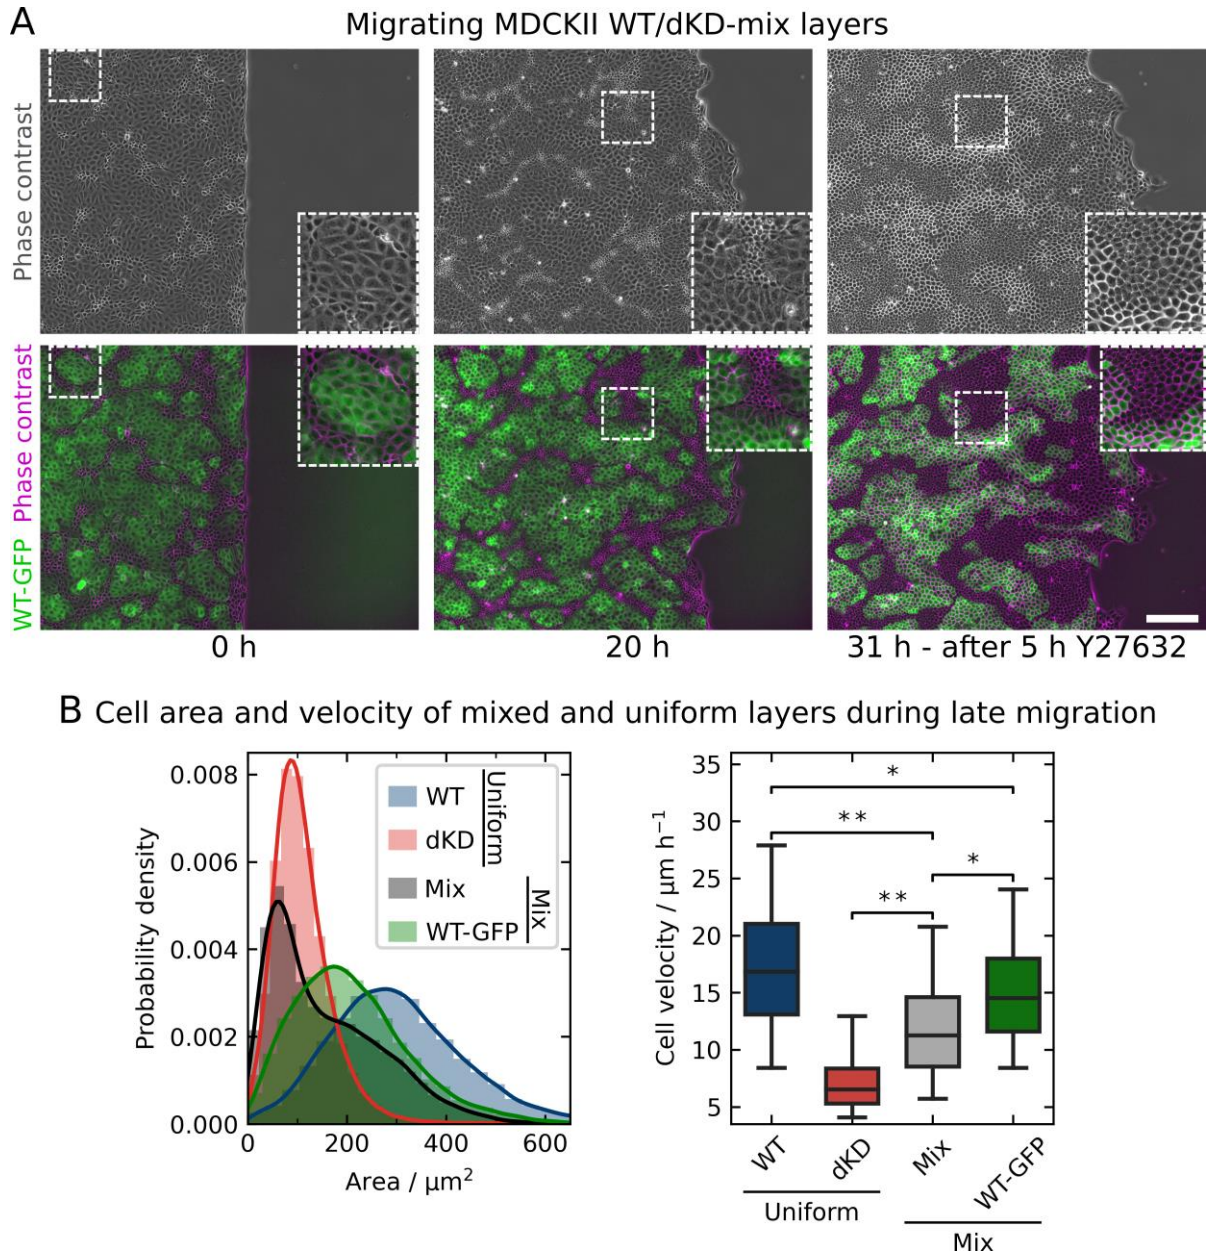 A
Migrating MDCKII WT/dKD-mix layers
Phase contrast
WT-GFP Phase contrast
0 h
20 h
31 h - after 5 h Y27632
B Cell area and velocity of mixed and uniform layers during late migration
Probability density
0.008
0.006
0.004
0.002
0.000
0
200
400
600
Area / µm²
WT
dKD
Uniform
Mix
WT-GFP
Mix
Cell velocity / µm h⁻¹
35
30
25
20
15
10
5
*
**
*
**
WT
dKD
Mix
WT-GFP
Uniform
Mix